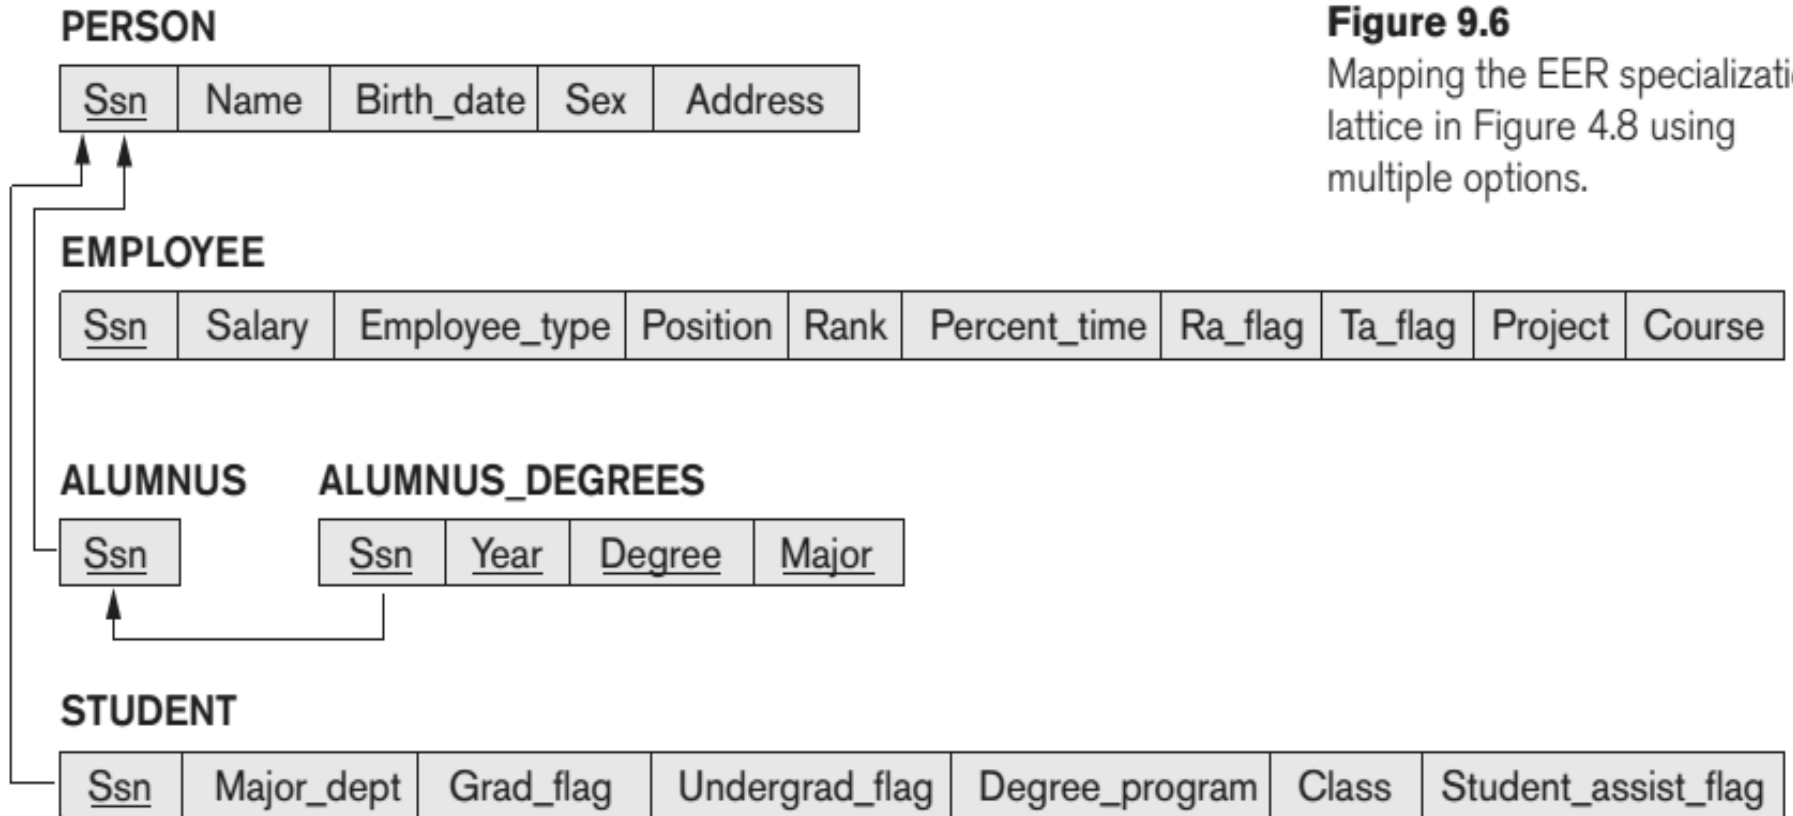 PERSON
Ssn Name Birth_date Sex Address
Figure 9.6
Mapping the EER specializati
lattice in Figure 4.8 using
multiple options.
EMPLOYEE
Ssn Salary Employee_type Position Rank Percent_time Ra_flag Ta_flag Project Course
ALUMNUS ALUMNUS_DEGREES
Ssn Ssn Year Degree Major
STUDENT
Ssn Major_dept Grad_flag Undergrad_flag Degree_program Class Student_assist_flag